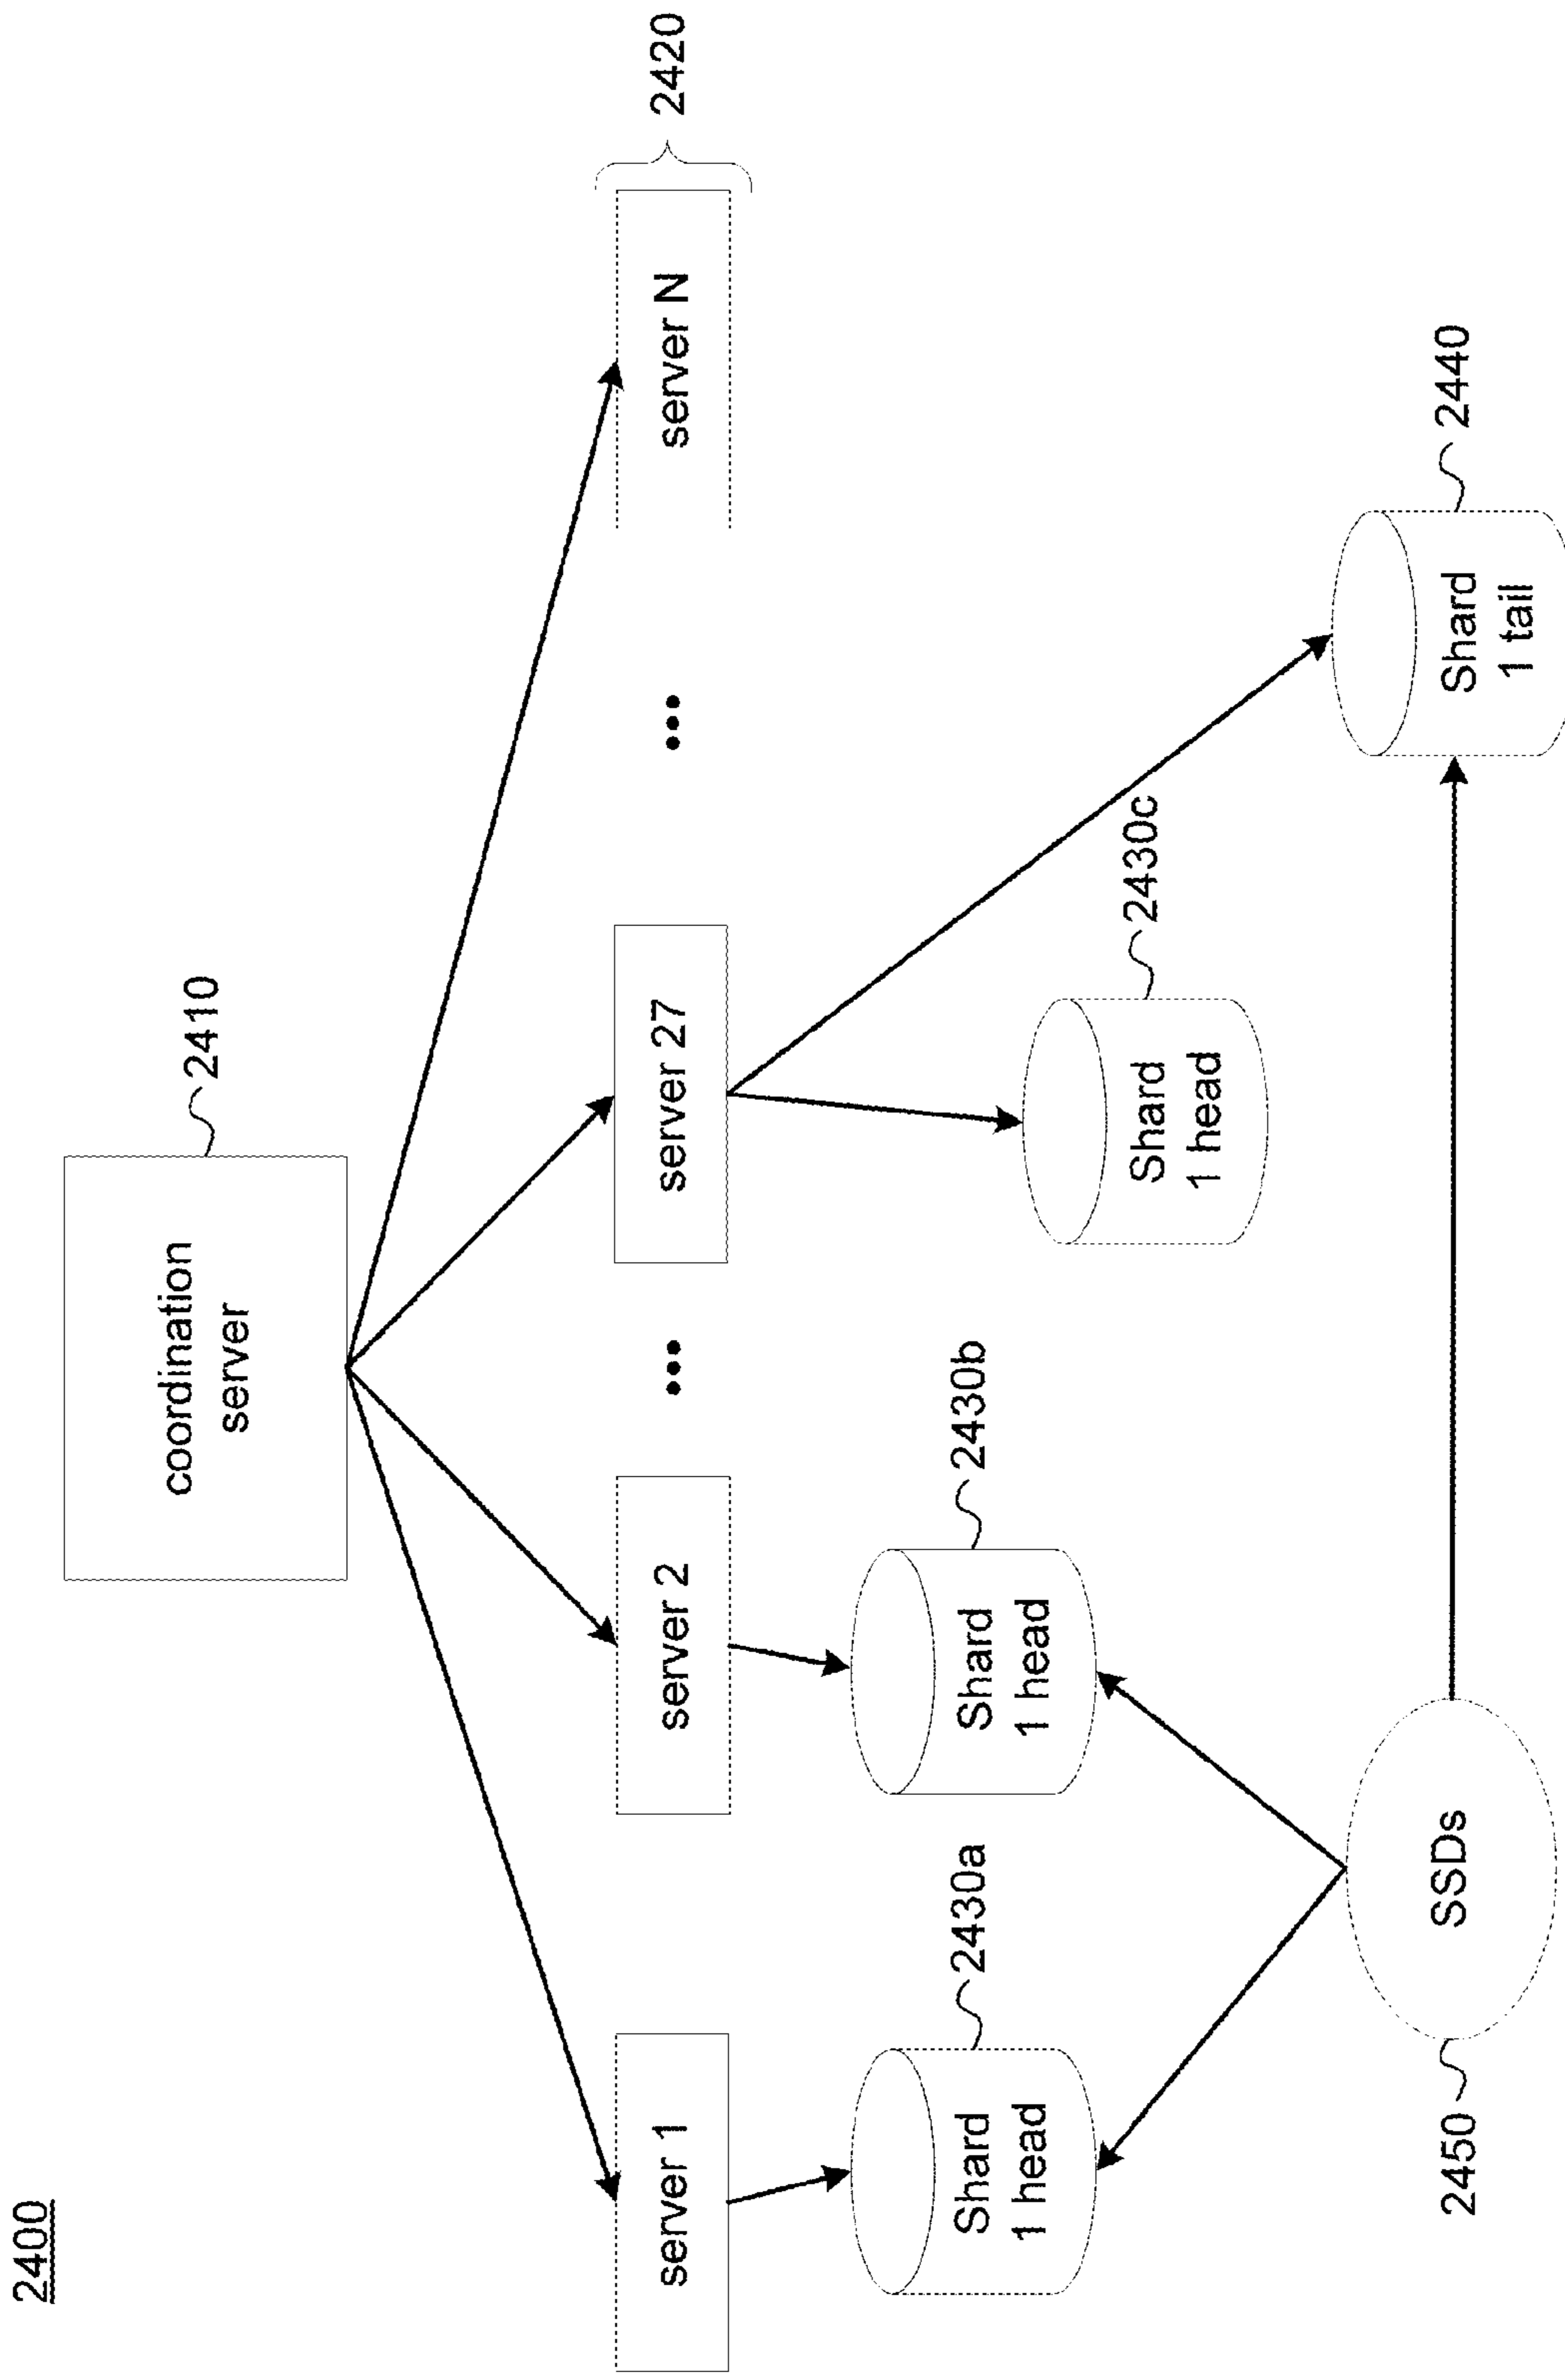 2400
coordination
server
2410
server 1
server 2
•••
server 27
•••
server N
2420
Shard
1 head
2430a
Shard
1 head
2430b
Shard
1 head
2430c
Shard
1 tail
2440
2450
SSDs